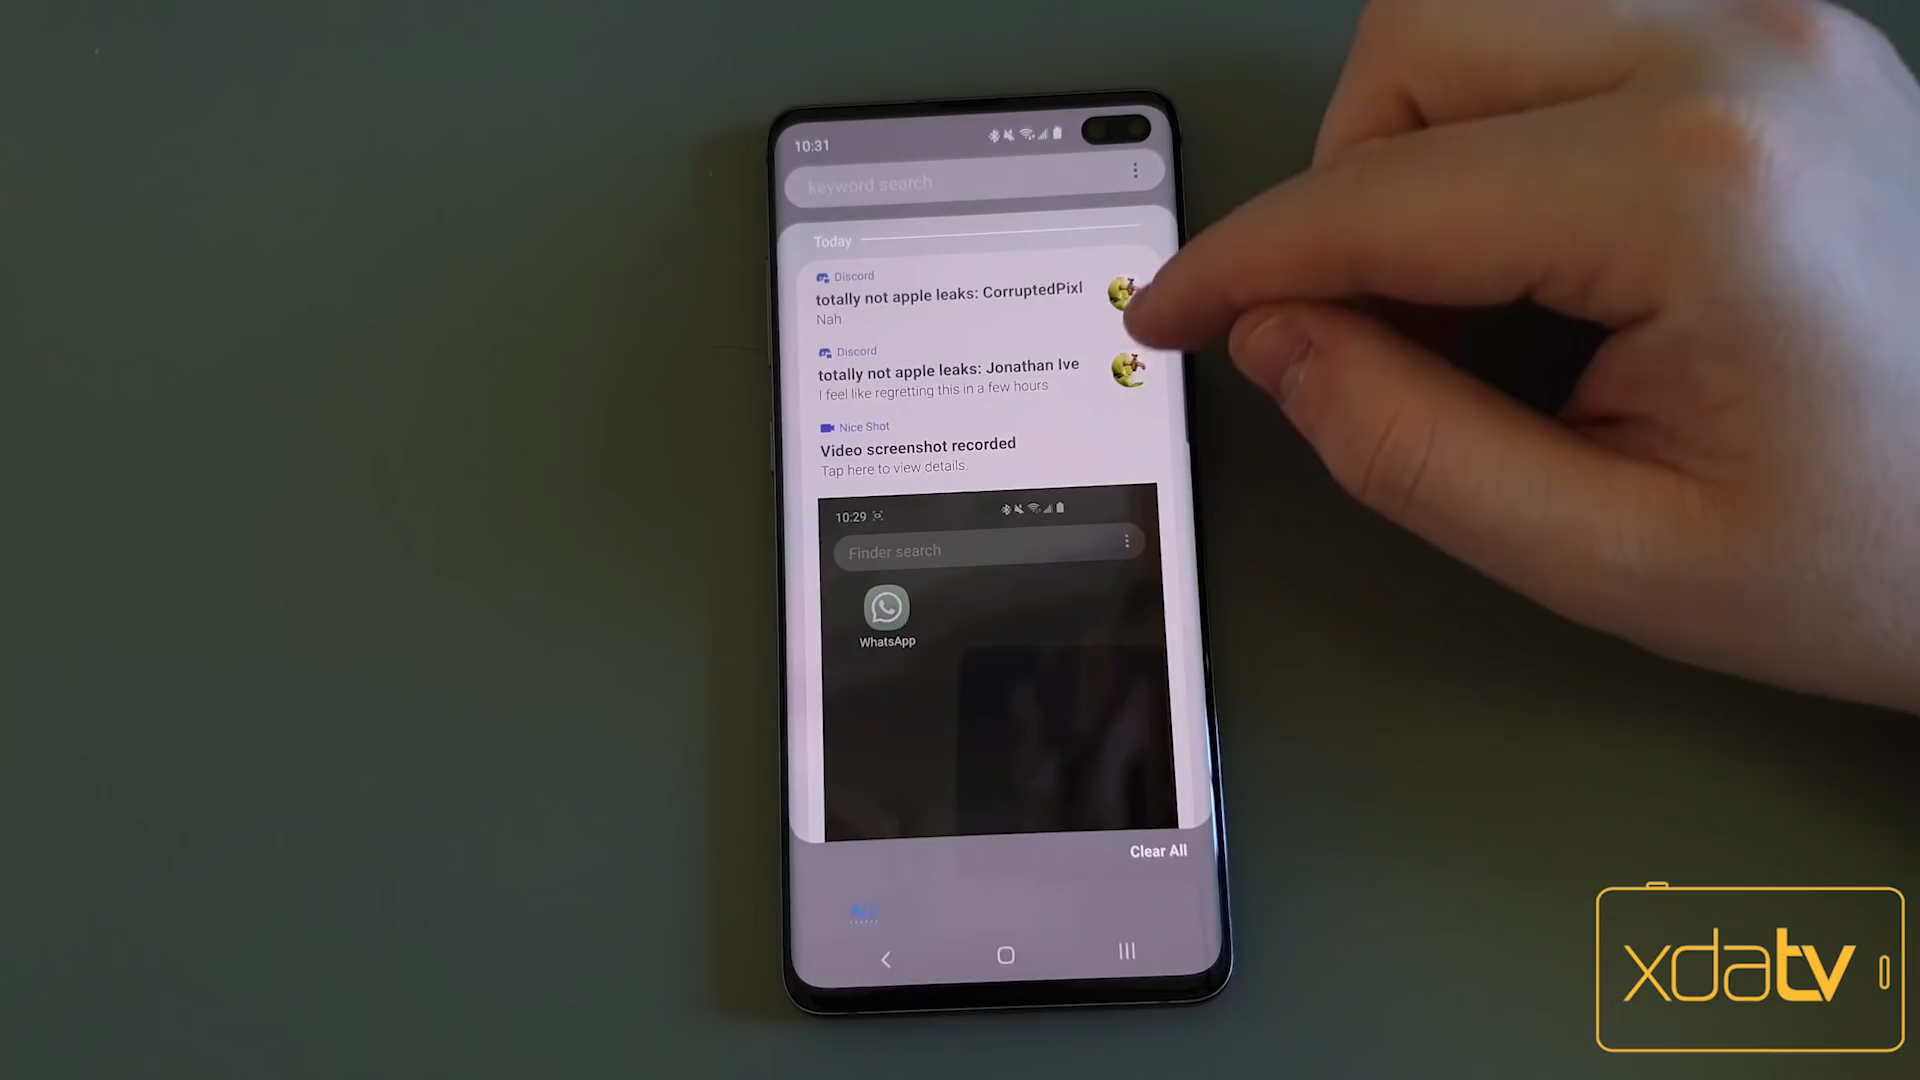 10:31
keyword search
Today
Discord
totally not apple leaks: CorruptedPixl
Nah
Discord
totally not apple leaks: Jonathan Ive
I feel like regretting this in a few hours
Nice Shot
Video screenshot recorded
Tap here to view details.
10:29
Finder search
WhatsApp
Clear All
ALL
xdatv